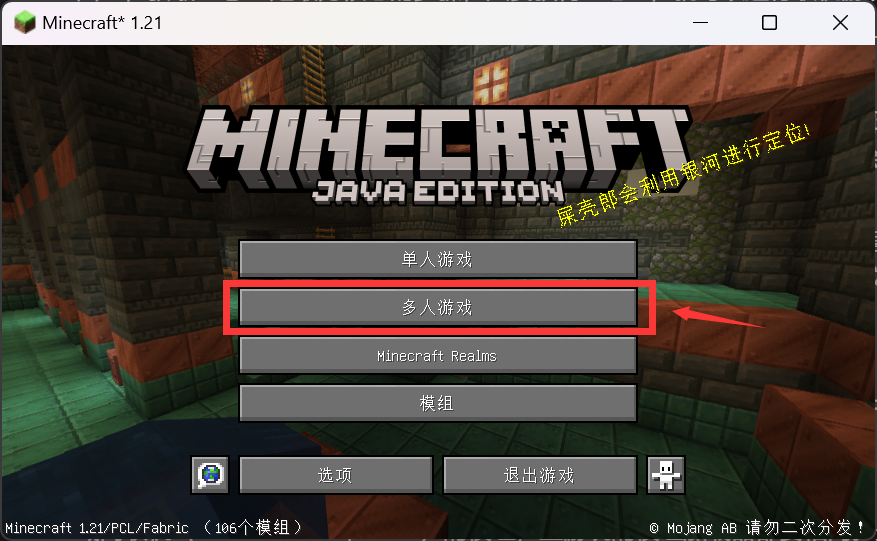 Minecraft* 1.21
MINECRAFT
JAVA EDITION
屎壳郎会利用银河进行定位!
单人游戏
多人游戏
Minecraft Realms
模组
选项
退出游戏
Minecraft 1.21/PCL/Fabric （106个模组）
© Mojang AB 请勿二次分发！